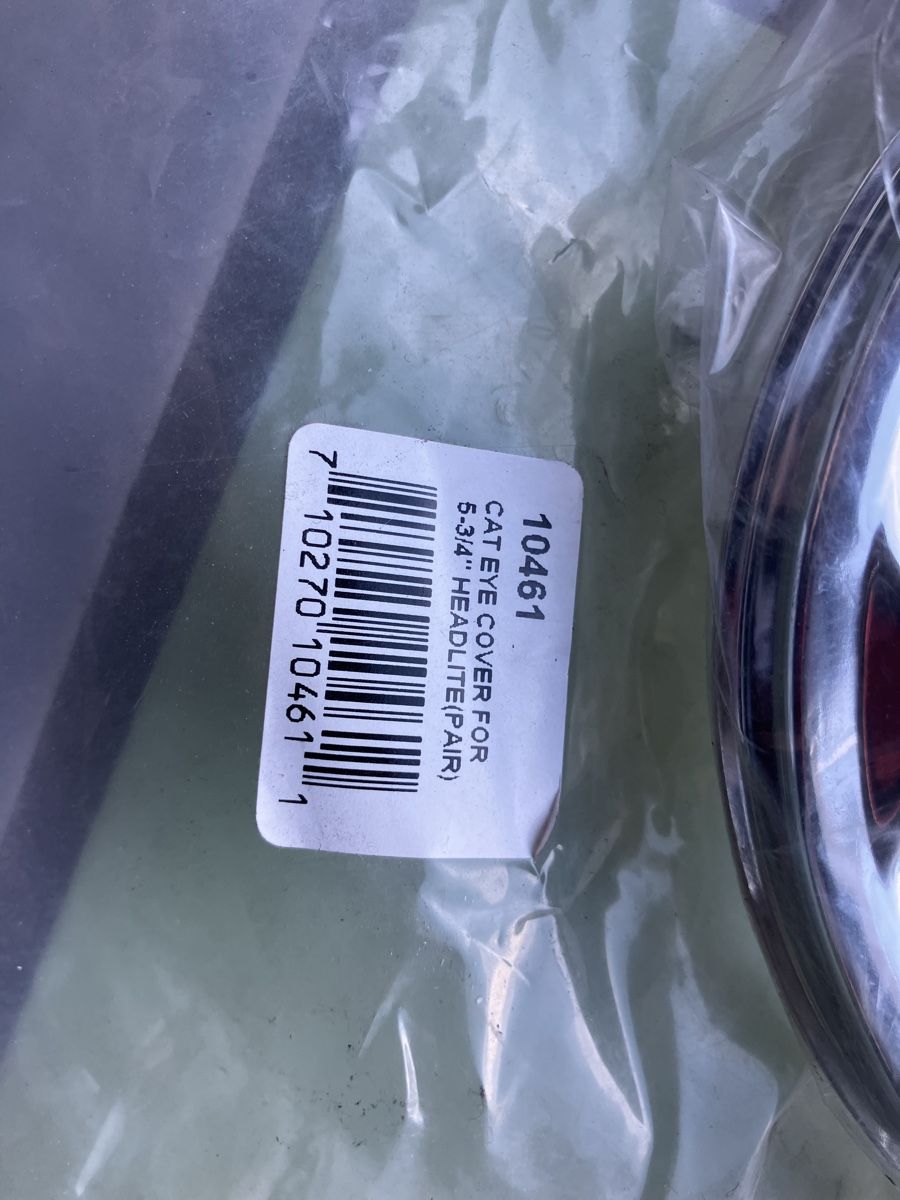 10461
CAT EYE COVER FOR
5-3/4" HEADLITE(PAIR)
7 10270 10461 1